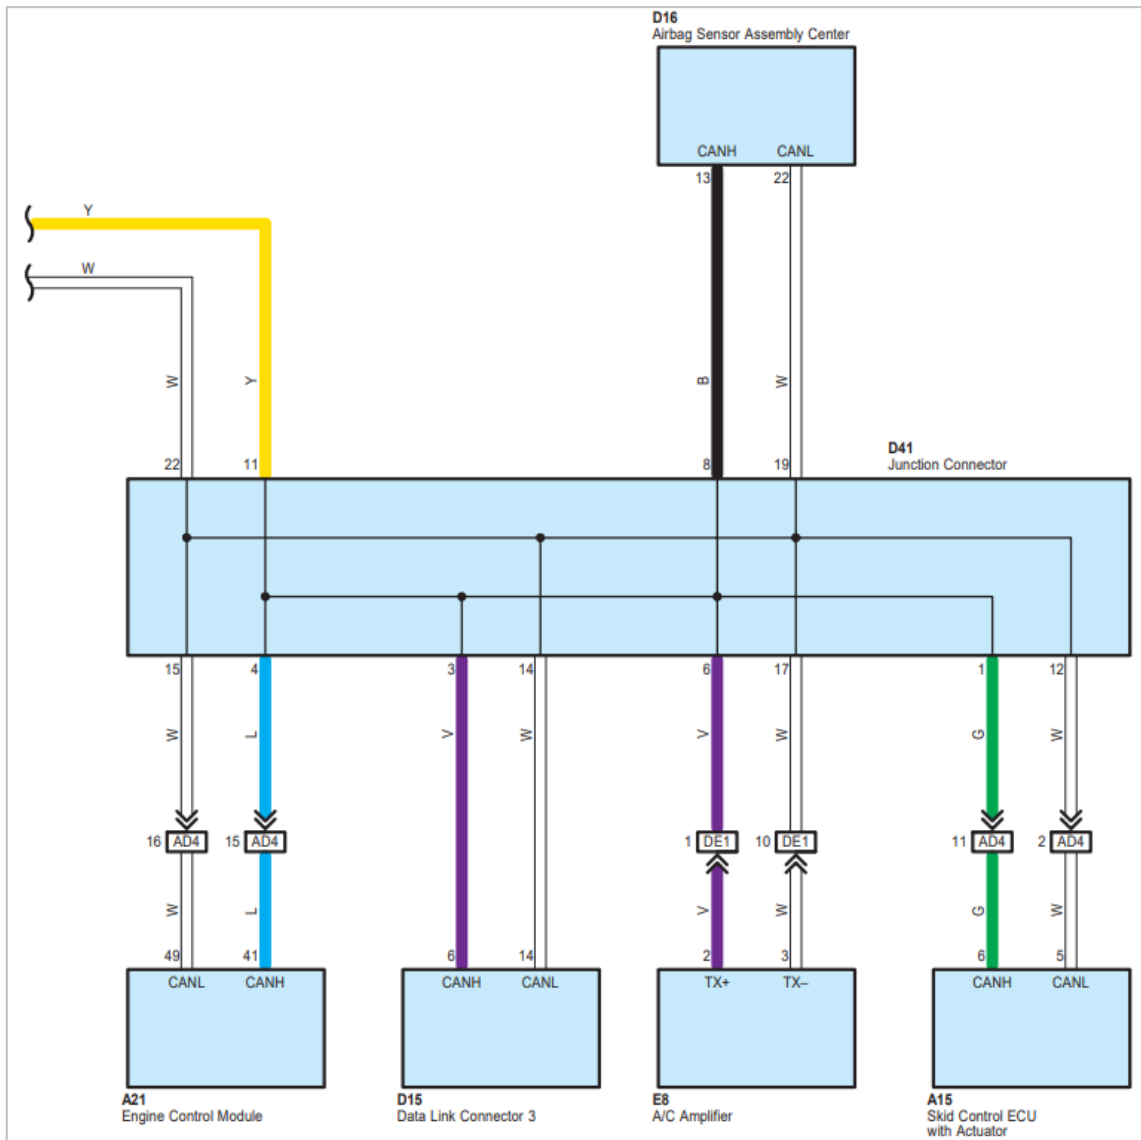 D16
Airbag Sensor Assembly Center
CANH CANL
13 22
Y
W
W Y B W
D41
Junction Connector
22 11 8 19
15 4 3 14 6 17 1 12
W L V W V W G W
16 AD4 15 AD4 1 DE1 10 DE1 11 AD4 2 AD4
W L V W G W
49 41 6 14 2 3 6 5
CANL CANH CANH CANL TX+ TX– CANH CANL
A21
Engine Control Module
D15
Data Link Connector 3
E8
A/C Amplifier
A15
Skid Control ECU
with Actuator